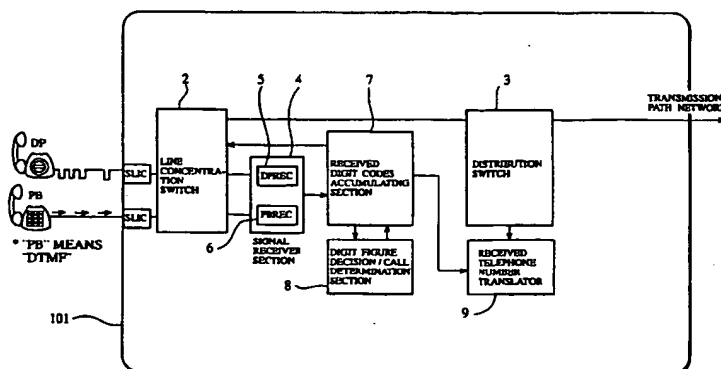 5
4
7
2
3
TRANSMISSION
PATH NETWORK
DP
SLIC
LINE
CONCENTRA-
TION
SWITCH
DPREC
RECEIVED
DIGIT CODES
ACCUMULATING
SECTION
DISTRIBUTION
SWITCH
PB
SLIC
PBREC
* "PB" MEANS
"DTMF"
6
SIGNAL
RECEIVER
SECTION
DIGIT FIGURE
DECISION / CALL
DETERMINATION
SECTION
RECEIVED
TELEPHONE
NUMBER
TRANSLATOR
8
9
101